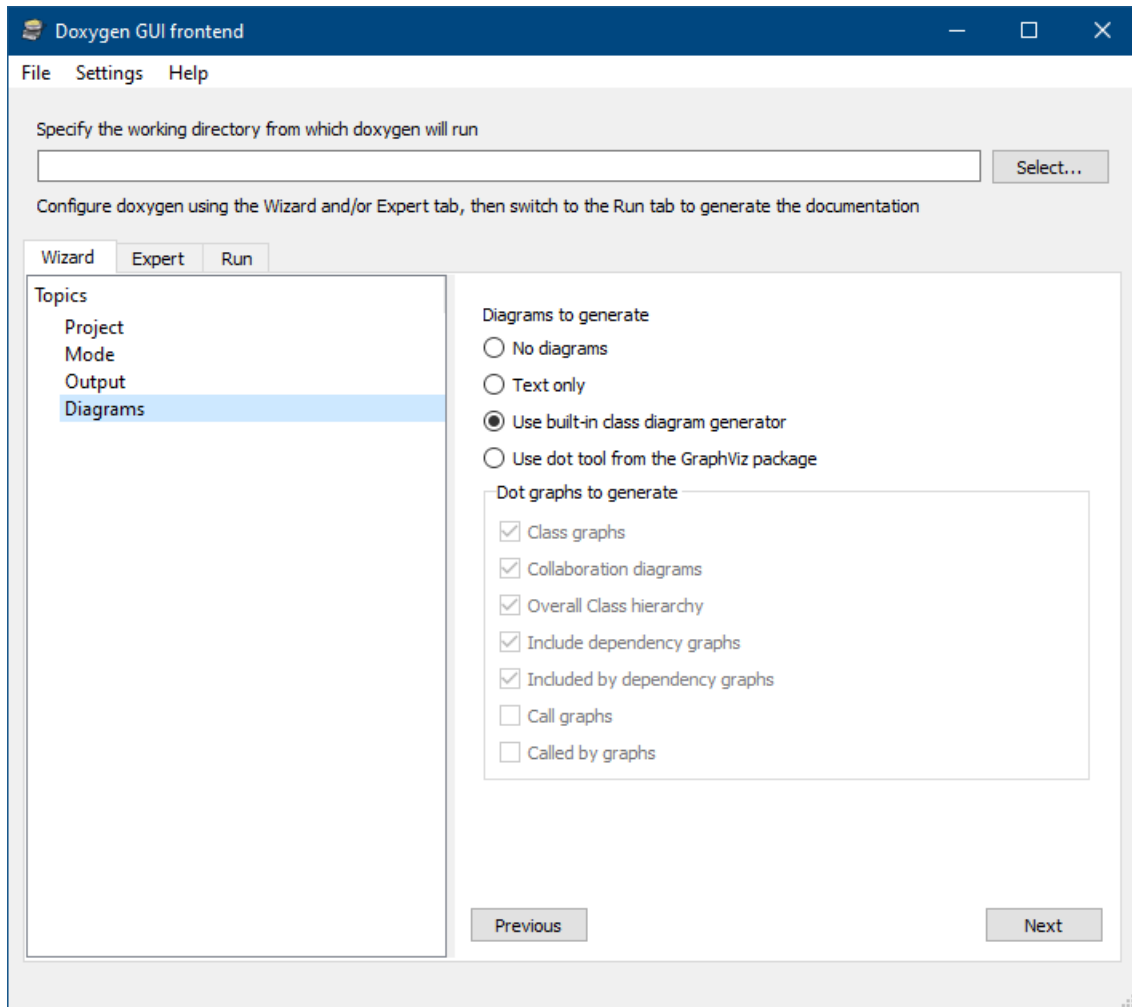 Doxygen GUI frontend
File Settings Help
Specify the working directory from which doxygen will run
Select...
Configure doxygen using the Wizard and/or Expert tab, then switch to the Run tab to generate the documentation
Wizard Expert Run
Topics
Project
Mode
Output
Diagrams
Diagrams to generate
No diagrams
Text only
Use built-in class diagram generator
Use dot tool from the GraphViz package
Dot graphs to generate
Class graphs
Collaboration diagrams
Overall Class hierarchy
Include dependency graphs
Included by dependency graphs
Call graphs
Called by graphs
Previous Next